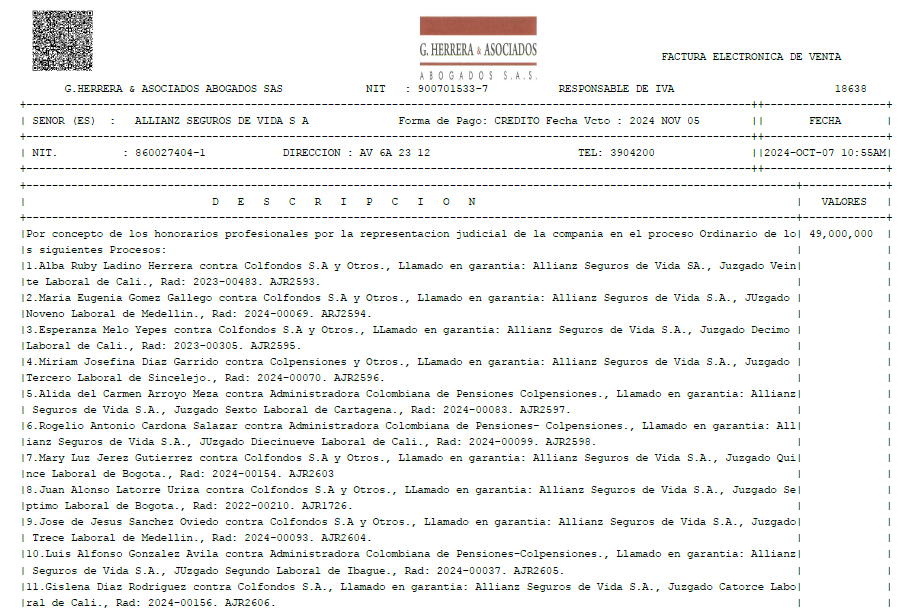 G. HERRERA & ASOCIADOS
ABOGADOS S.A.S.
FACTURA ELECTRONICA DE VENTA
G.HERRERA & ASOCIADOS ABOGADOS SAS NIT : 900701533-7 RESPONSABLE DE IVA 18638
SENOR (ES) : ALLIANZ SEGUROS DE VIDA S A Forma de Pago: CREDITO Fecha Vcto : 2024 NOV 05 FECHA
NIT. : 860027404-1 DIRECCION : AV 6A 23 12 TEL: 3904200 2024-OCT-07 10:55AM
D E S C R I P C I O N VALORES
Por concepto de los honorarios profesionales por la representacion judicial de la compania en el proceso Ordinario de lo 49,000,000
s siguientes Procesos:
1.Alba Ruby Ladino Herrera contra Colfondos S.A y Otros., Llamado en garantia: Allianz Seguros de Vida SA., Juzgado Vein
te Laboral de Cali., Rad: 2023-00483. AJR2593.
2.Maria Eugenia Gomez Gallego contra Colfondos S.A y Otros., Llamado en garantia: Allianz Seguros de Vida S.A., JUzgado
Noveno Laboral de Medellin., Rad: 2024-00069. ARJ2594.
3.Esperanza Melo Yepes contra Colfondos S.A y Otros., LLamado en garantia: Allianz Seguros de Vida S.A., Juzgado Decimo
Laboral de Cali., Rad: 2023-00305. AJR2595.
4.Miriam Josefina Diaz Garrido contra Colpensiones y Otros., LLamado en garantia: Allianz Seguros de Vida S.A., Juzgado
Tercero Laboral de Sincelejo., Rad: 2024-00070. AJR2596.
5.Alida del Carmen Arroyo Meza contra Administradora Colombiana de Pensiones Colpensiones., Llamado en garantia: Allianz
Seguros de Vida S.A., Juzgado Sexto Laboral de Cartagena., Rad: 2024-00083. AJR2597.
6.Rogelio Antonio Cardona Salazar contra Administradora Colombiana de Pensiones- Colpensiones., Llamado en garantia: All
ianz Seguros de Vida S.A., JUzgado Diecinueve Laboral de Cali., Rad: 2024-00099. AJR2598.
7.Mary Luz Jerez Gutierrez contra Colfondos S.A y Otros., Llamado en garantia: Allianz Seguros de Vida S.A., Juzgado Qui
nce Laboral de Bogota., Rad: 2024-00154. AJR2603
8.Juan Alonso Latorre Uriza contra Colfondos S.A y Otros., LLamado en garantia: Allianz Seguros de Vida S.A., Juzgado Se
ptimo Laboral de Bogota., Rad: 2022-00210. AJR1726.
9.Jose de Jesus Sanchez Oviedo contra Colfondos S.A y Otros., Llamado en garantia: Allianz Seguros de Vida S.A., Juzgado
Trece Laboral de Medellin., Rad: 2024-00093. AJR2604.
10.Luis Alfonso Gonzalez Avila contra Administradora Colombiana de Pensiones-Colpensiones., Llamado en garantia: Allianz
Seguros de Vida S.A., JUzgado Segundo Laboral de Ibague., Rad: 2024-00037. AJR2605.
11.Gislena Diaz Rodriguez contra Colfondos S.A., Llamado en garantia: Allianz Seguros de Vida S.A., Juzgado Catorce Labo
ral de Cali., Rad: 2024-00156. AJR2606.